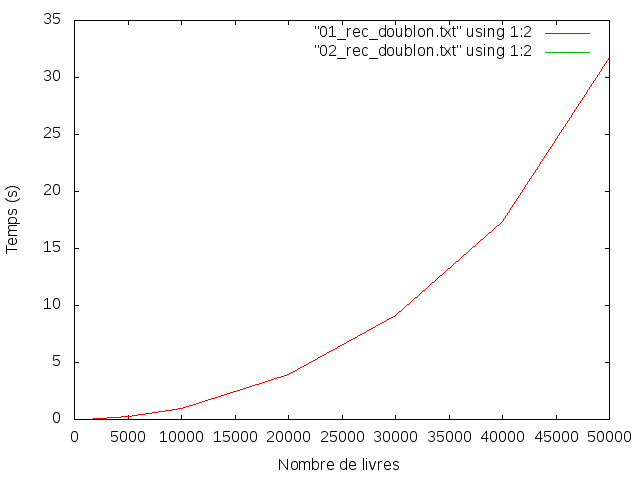 "01_rec_doublon.txt" using 1:2
"02_rec_doublon.txt" using 1:2
35
30
25
20
15
10
5
0
Temps (s)
0 5000 10000 15000 20000 25000 30000 35000 40000 45000 50000
Nombre de livres